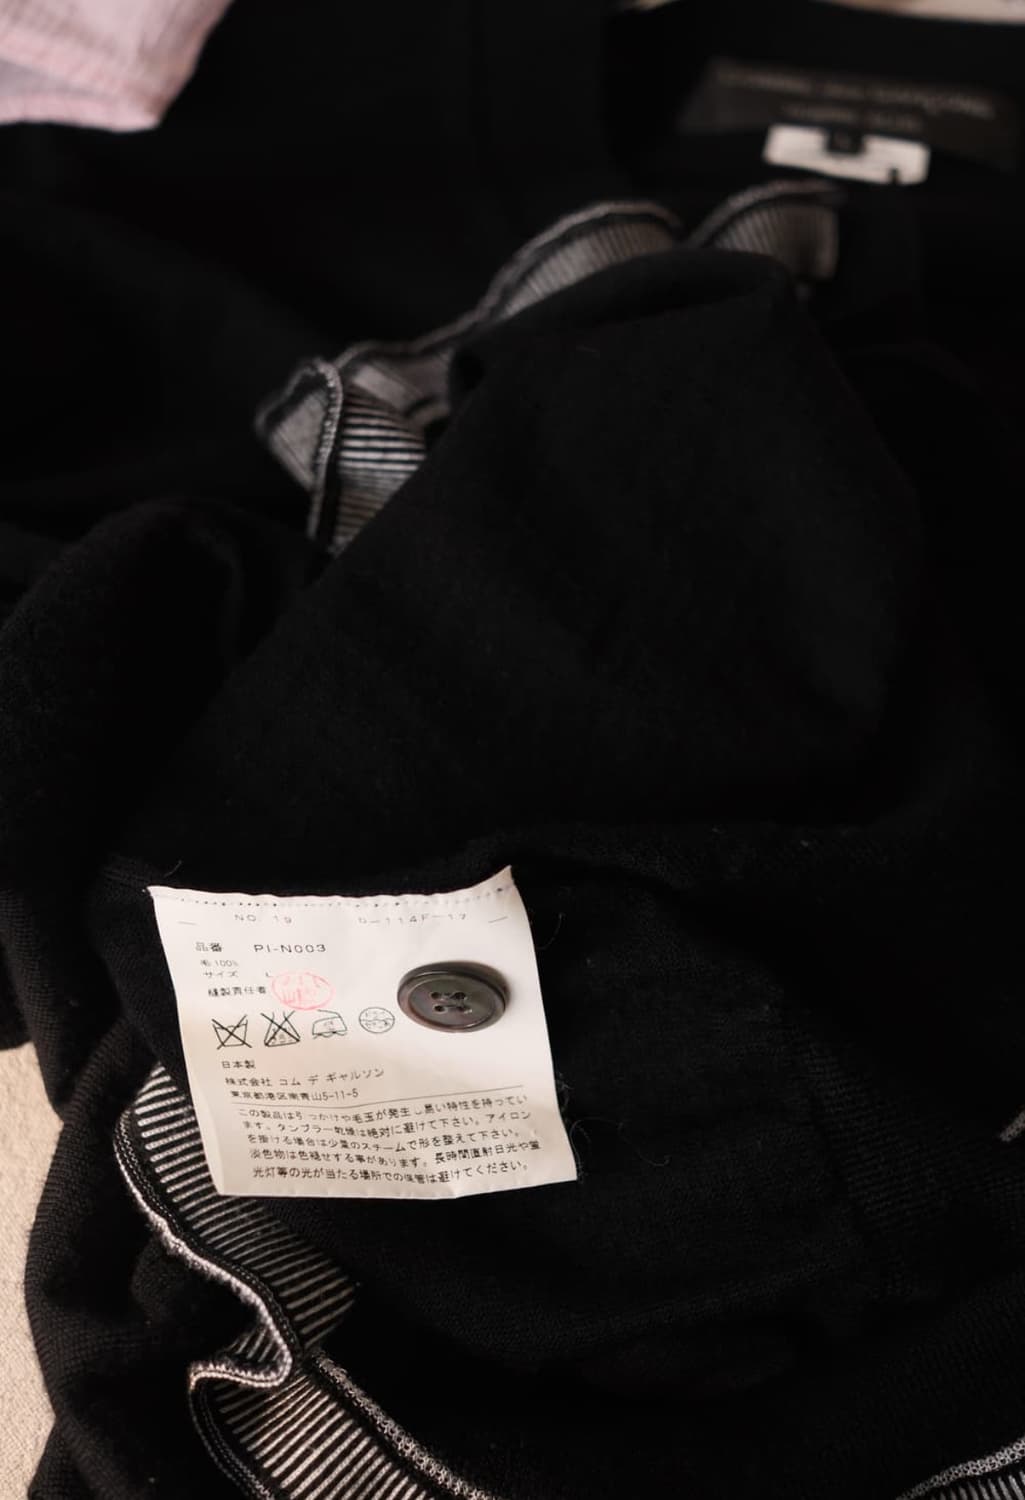 COMME des GARÇONS
NO. 19
品番 PI-N003
毛 100%
サイズ L
縫製責任者
日本製
株式会社 コム デ ギャルソン
東京都港区南青山5-11-5
この製品は引っかけや毛玉が発生し易い特性を持ってい
ます。タンブラー乾燥は絶対に避けて下さい。アイロン
を掛ける場合は少量のスチームで形を整えて下さい。
淡色物は色褪せする事があります。長時間直射日光や蛍
光灯等の光が当たる場所での保管は避けてください。